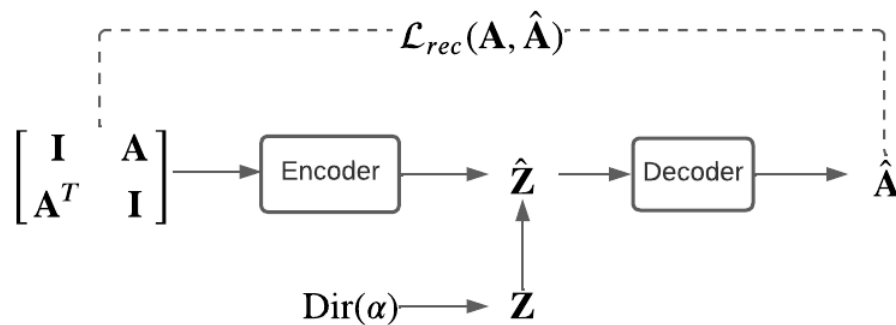 ℒ_rec(𝐀, 𝐀̂)
[ 𝐈 𝐀
𝐀^T 𝐈 ]
Encoder
𝐙̂
Decoder
𝐀̂
Dir(α)
𝐙